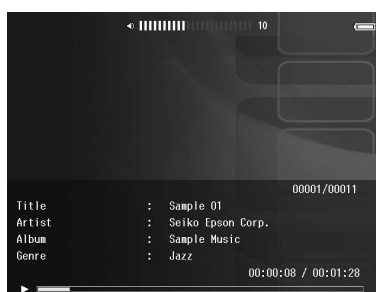 10
00001/00011
Title : Sample 01
Artist : Seiko Epson Corp.
Album : Sample Music
Genre : Jazz
00:00:08 / 00:01:28